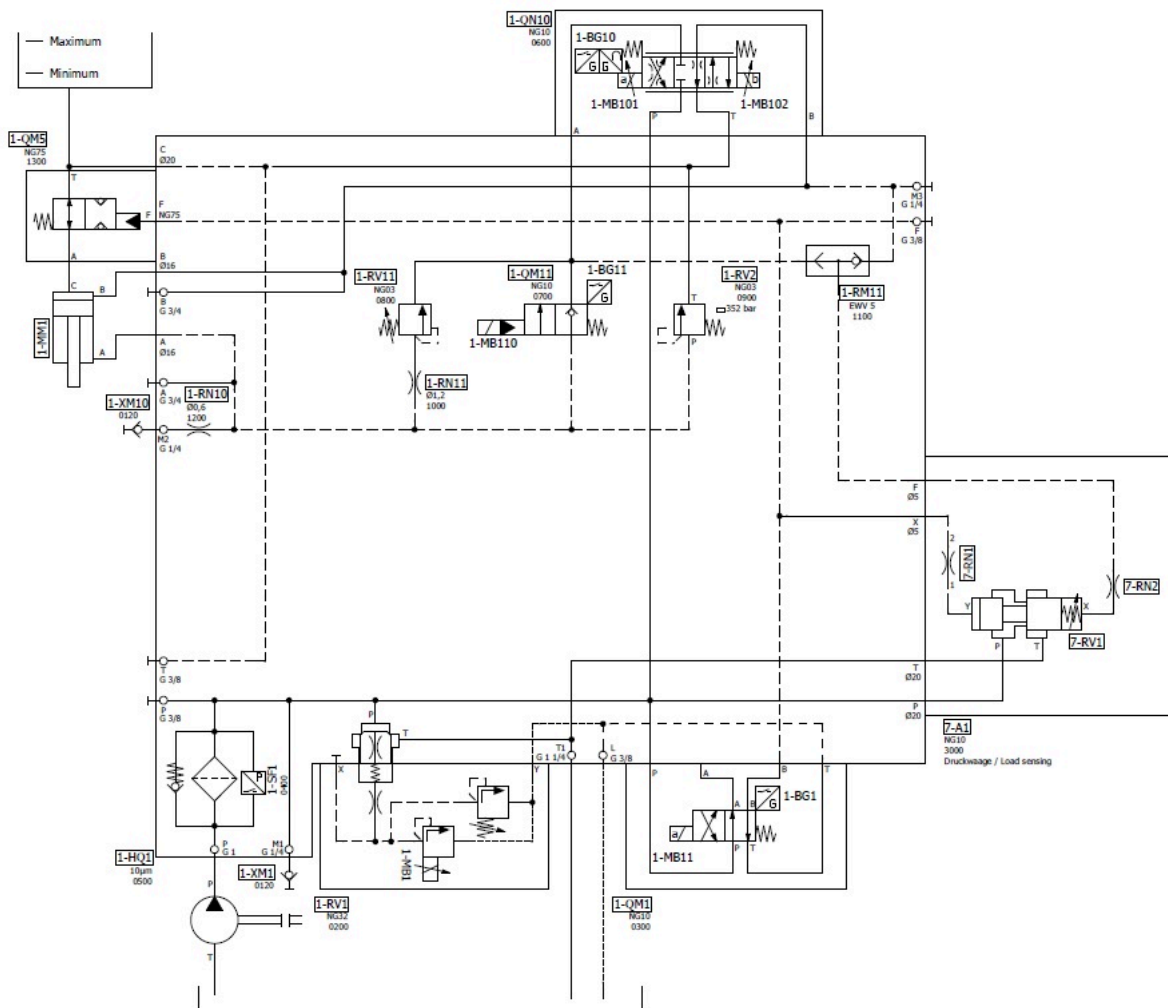 Maximum
Minimum
1-QN10
NG10
0600
1-BG10
G
G
a
b
1-MB101
1-MB102
P
T
A
B
1-QM5
NG75
1300
T
C
Ø20
F
F
NG75
A
B
Ø16
M3
G 1/4
F
G 3/8
C
B
A
1-MM1
B
G 3/4
A
Ø16
A
G 3/4
1-RV11
NG03
0800
1-QM11
NG10
0700
1-BG11
G
1-MB110
1-RV2
NG03
0900
352 bar
T
P
1-RM11
EWV 5
1100
1-RN11
Ø1,2
1000
1-RN10
Ø0,6
1200
1-XM10
0120
M2
G 1/4
F
Ø5
X
Ø5
2
1
7-RN1
7-RN2
Y
X
P
T
7-RV1
T
G 3/8
P
G 3/8
T
Ø20
P
Ø20
7-A1
NG10
3000
Druckwaage / Load sensing
P
T
X
Y
T1
G 1 1/4
L
G 3/8
P
A
B
T
P
1-SF1
0400
1-MB1
a
A
B
P
T
G
1-BG1
1-MB11
1-HQ1
10µm
0500
P
G 1
M1
G 1/4
1-XM1
0120
P
T
1-RV1
NG32
0200
1-QM1
NG10
0300